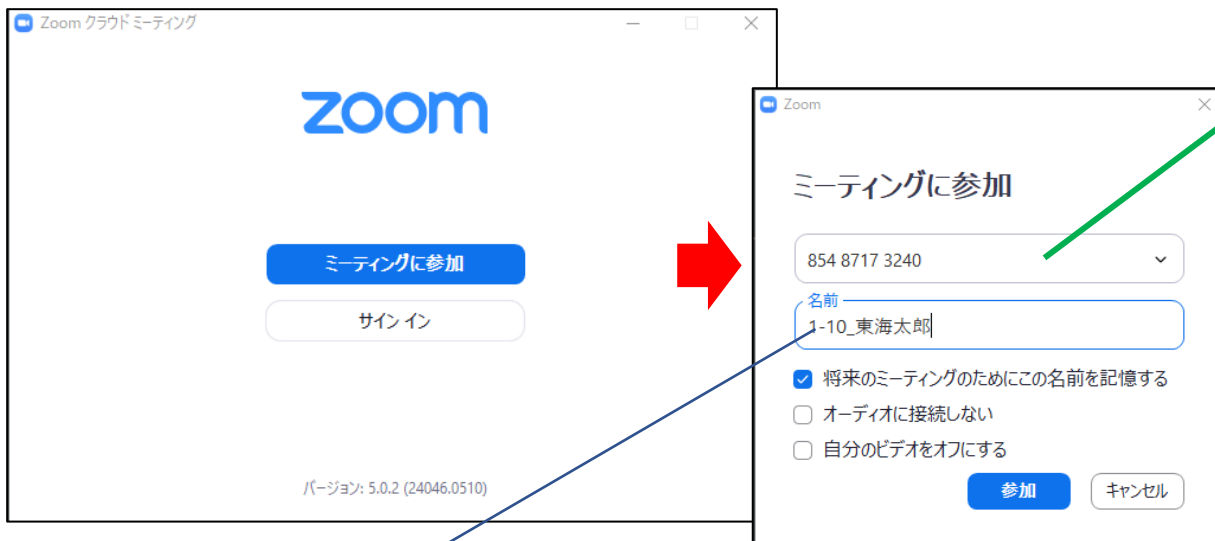 Zoom クラウド ミーティング
zoom
ミーティングに参加
サイン イン
バージョン: 5.0.2 (24046.0510)
Zoom
ミーティングに参加
854 8717 3240
名前
1-10_東海太郎
将来のミーティングのためにこの名前を記憶する
オーディオに接続しない
自分のビデオをオフにする
参加
キャンセル